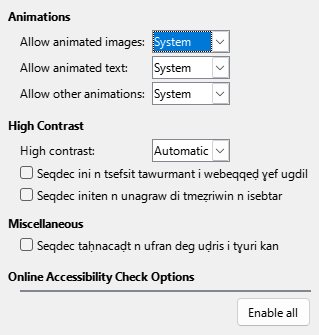 Animations
Allow animated images: System
Allow animated text: System
Allow other animations: System
High Contrast
High contrast: Automatic
Seqdec ini n tsefsit tawurmant i webeqqeḍ ɣef ugdil
Seqdec initen n unagraw di tmeẓriwin n isebtar
Miscellaneous
Seqdec taḥnacaḍt n ufran deg uḍris i tɣuri kan
Online Accessibility Check Options
Enable all